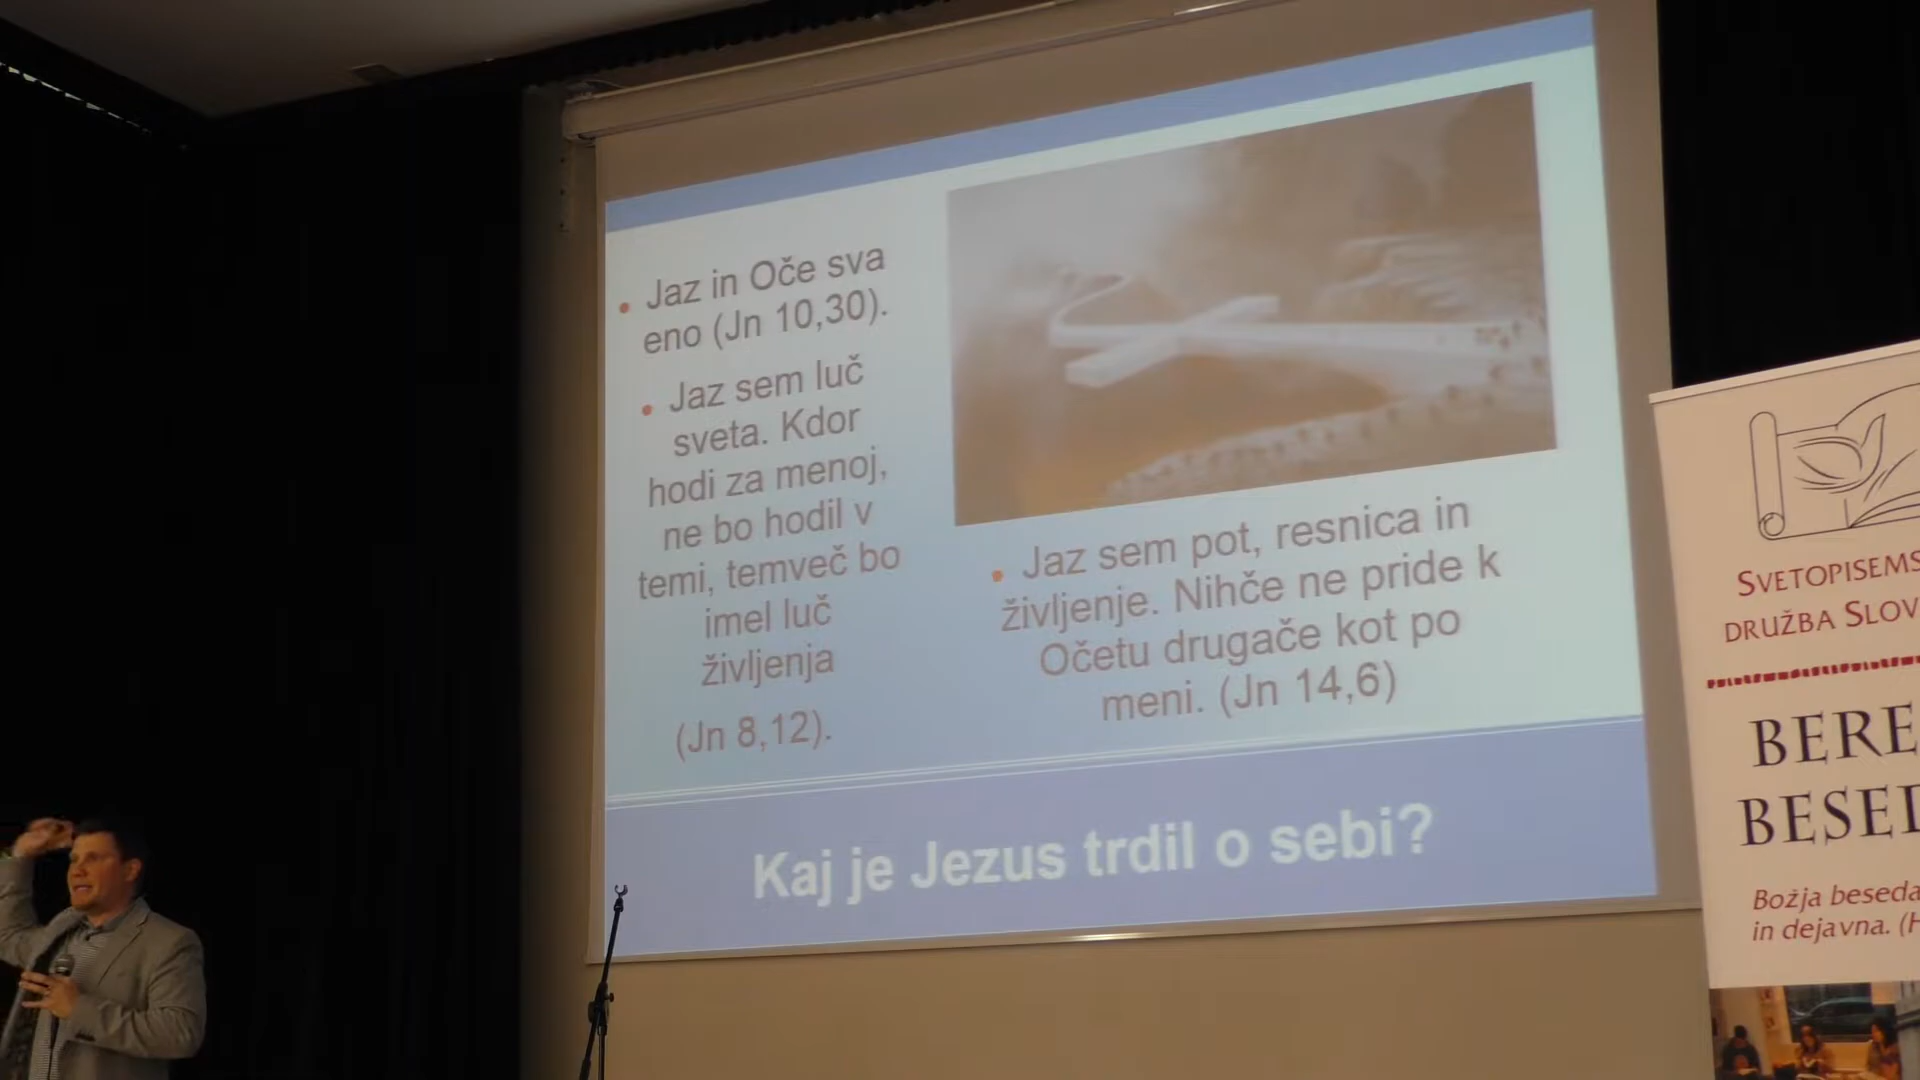 Jaz in Oče sva
eno (Jn 10,30).
Jaz sem luč
sveta. Kdor
hodi za menoj,
ne bo hodil v
temi, temveč bo
imel luč
življenja
(Jn 8,12).
Jaz sem pot, resnica in
življenje. Nihče ne pride k
Očetu drugače kot po
meni. (Jn 14,6)
Kaj je Jezus trdil o sebi?
SVETOPISEMS
DRUŽBA SLOV
BERE
BESED
Božja beseda
in dejavna. (H